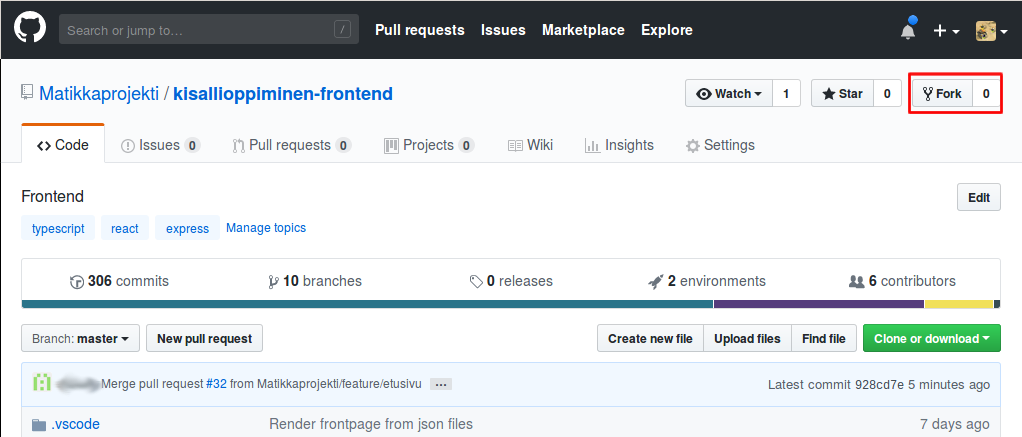 Search or jump to… / Pull requests Issues Marketplace Explore
Matikkaprojekti / kisallioppiminen-frontend Watch 1 Star 0 Fork 0
Code Issues 0 Pull requests 0 Projects 0 Wiki Insights Settings
Frontend Edit
typescript react express Manage topics
306 commits 10 branches 0 releases 2 environments 6 contributors
Branch: master New pull request Create new file Upload files Find file Clone or download
Merge pull request #32 from Matikkaprojekti/feature/etusivu … Latest commit 928cd7e 5 minutes ago
.vscode Render frontpage from json files 7 days ago